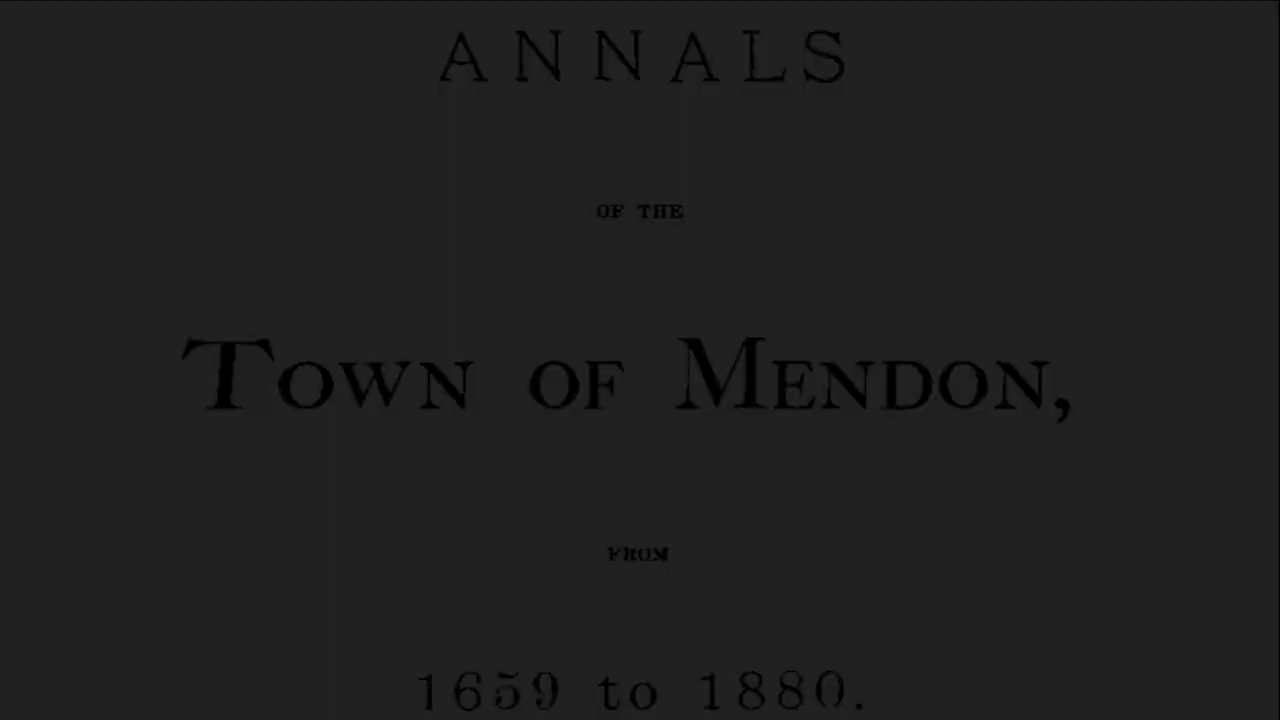 ANNALS
OF THE
TOWN OF MENDON,
FROM
1659 to 1880.